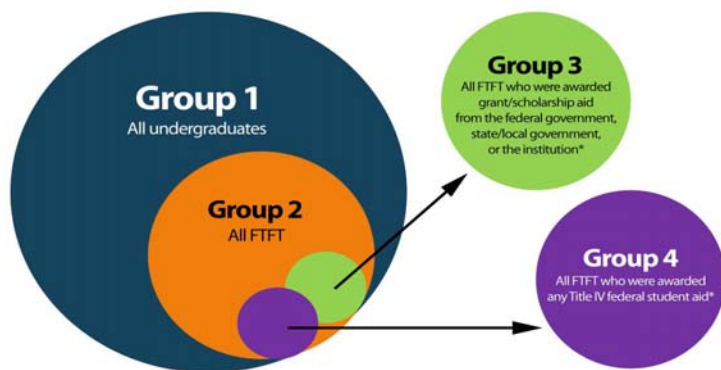 Group 1
All undergraduates
Group 2
All FTFT
Group 3
All FTFT who were awarded
grant/scholarship aid
from the federal government,
state/local government,
or the institution*
Group 4
All FTFT who were awarded
any Title IV federal student aid*